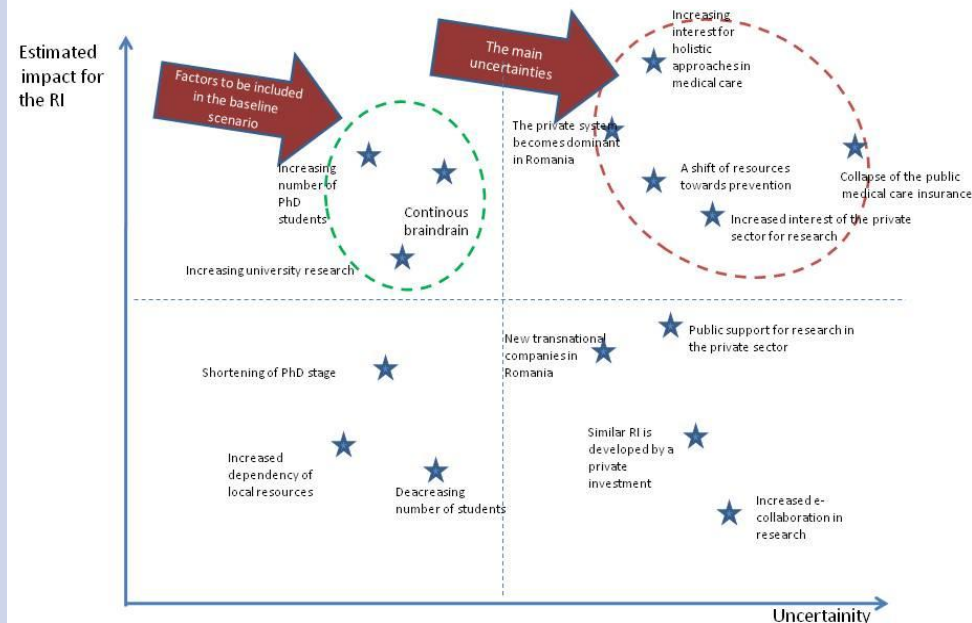 Estimated
impact for
the RI
Factors to be included
in the baseline
scenario
The main
uncertainties
Increasing
interest for
holistic
approaches in
medical care
The private system
becomes dominant
in Romania
A shift of resources
towards prevention
Collapse of the public
medical care insurance
Increased interest of the private
sector for research
Increasing
number of
PhD
students
Continous
braindrain
Increasing university research
New transnational
companies in
Romania
Public support for research in
the private sector
Shortening of PhD stage
Similar RI is
developed by a
private
investment
Increased
dependency of
local resources
Deacreasing
number of students
Increased e-
collaboration in
research
Uncertainity